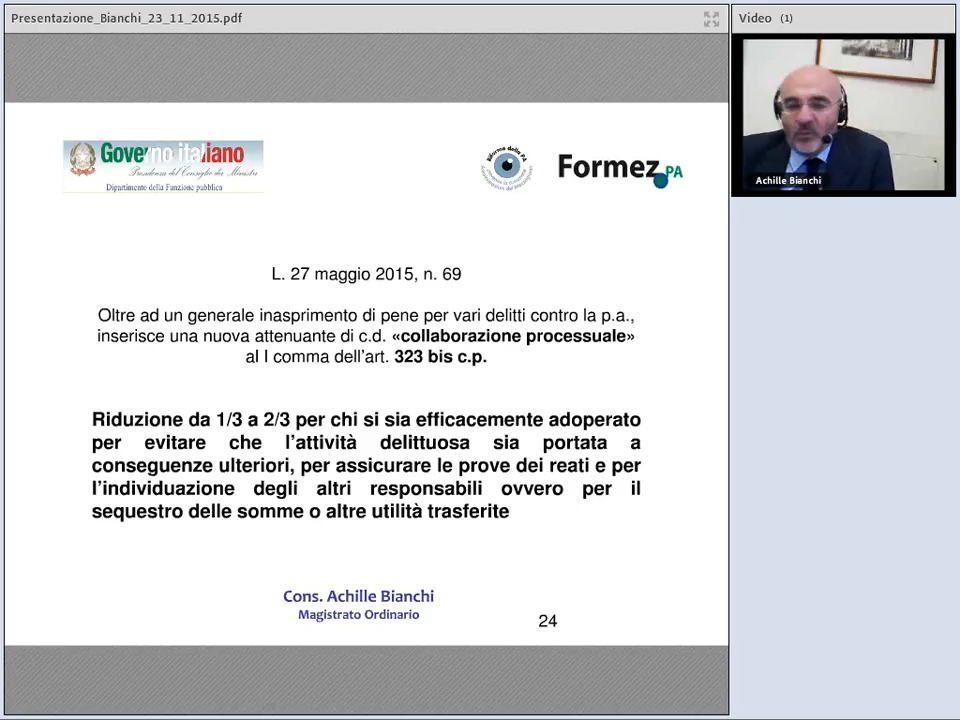 Presentazione_Bianchi_23_11_2015.pdf
Video (1)
Achille Bianchi
Governo italiano
Presidenza del Consiglio dei Ministri
Dipartimento della Funzione pubblica
Riforma della PA
Formez PA
L. 27 maggio 2015, n. 69
Oltre ad un generale inasprimento di pene per vari delitti contro la p.a.,
inserisce una nuova attenuante di c.d. «collaborazione processuale»
al I comma dell’art. 323 bis c.p.
Riduzione da 1/3 a 2/3 per chi si sia efficacemente adoperato
per evitare che l’attività delittuosa sia portata a
conseguenze ulteriori, per assicurare le prove dei reati e per
l’individuazione degli altri responsabili ovvero per il
sequestro delle somme o altre utilità trasferite
Cons. Achille Bianchi
Magistrato Ordinario
24